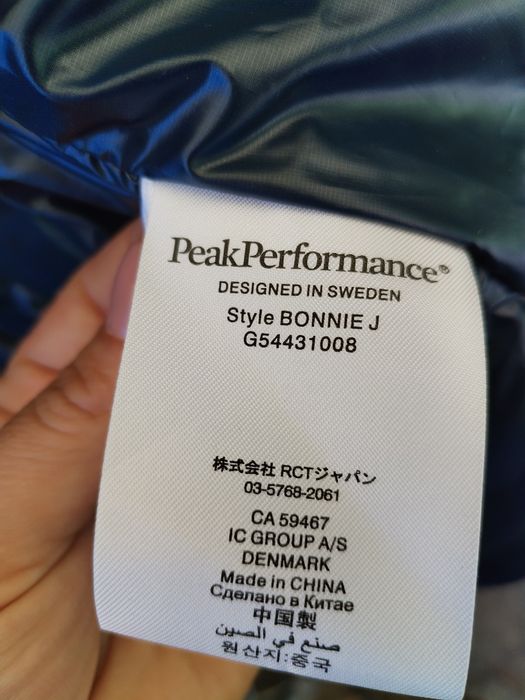 PeakPerformance®
DESIGNED IN SWEDEN
Style BONNIE J
G54431008
株式会社 RCTジャパン
03-5768-2061
CA 59467
IC GROUP A/S
DENMARK
Made in CHINA
Сделано в Китае
中国製
صنع في الصين
원산지:중국